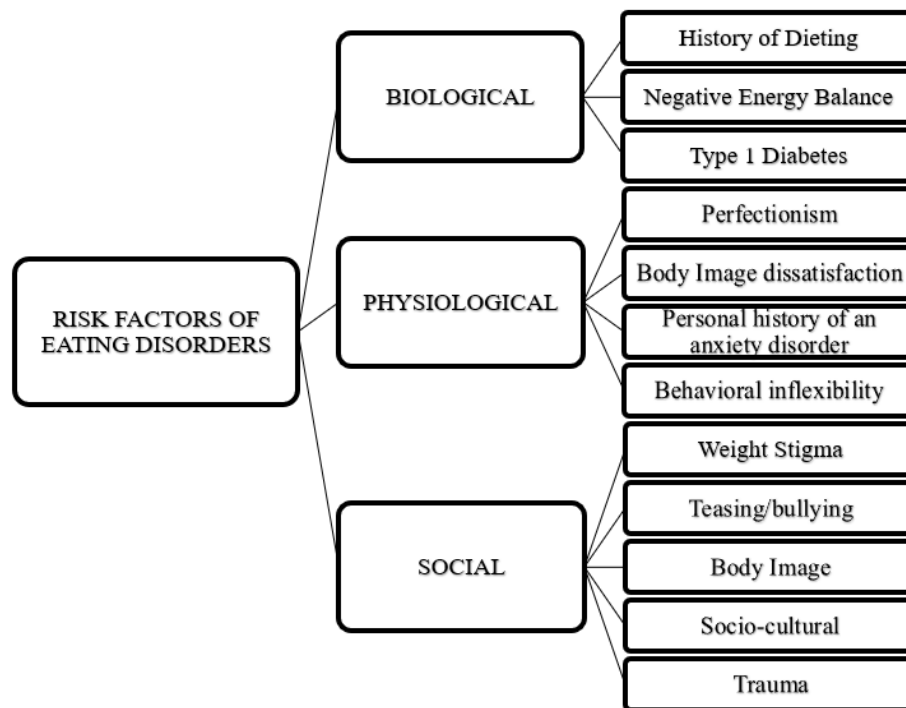 RISK FACTORS OF
EATING DISORDERS
BIOLOGICAL
History of Dieting
Negative Energy Balance
Type 1 Diabetes
PHYSIOLOGICAL
Perfectionism
Body Image dissatisfaction
Personal history of an
anxiety disorder
Behavioral inflexibility
SOCIAL
Weight Stigma
Teasing/bullying
Body Image
Socio-cultural
Trauma